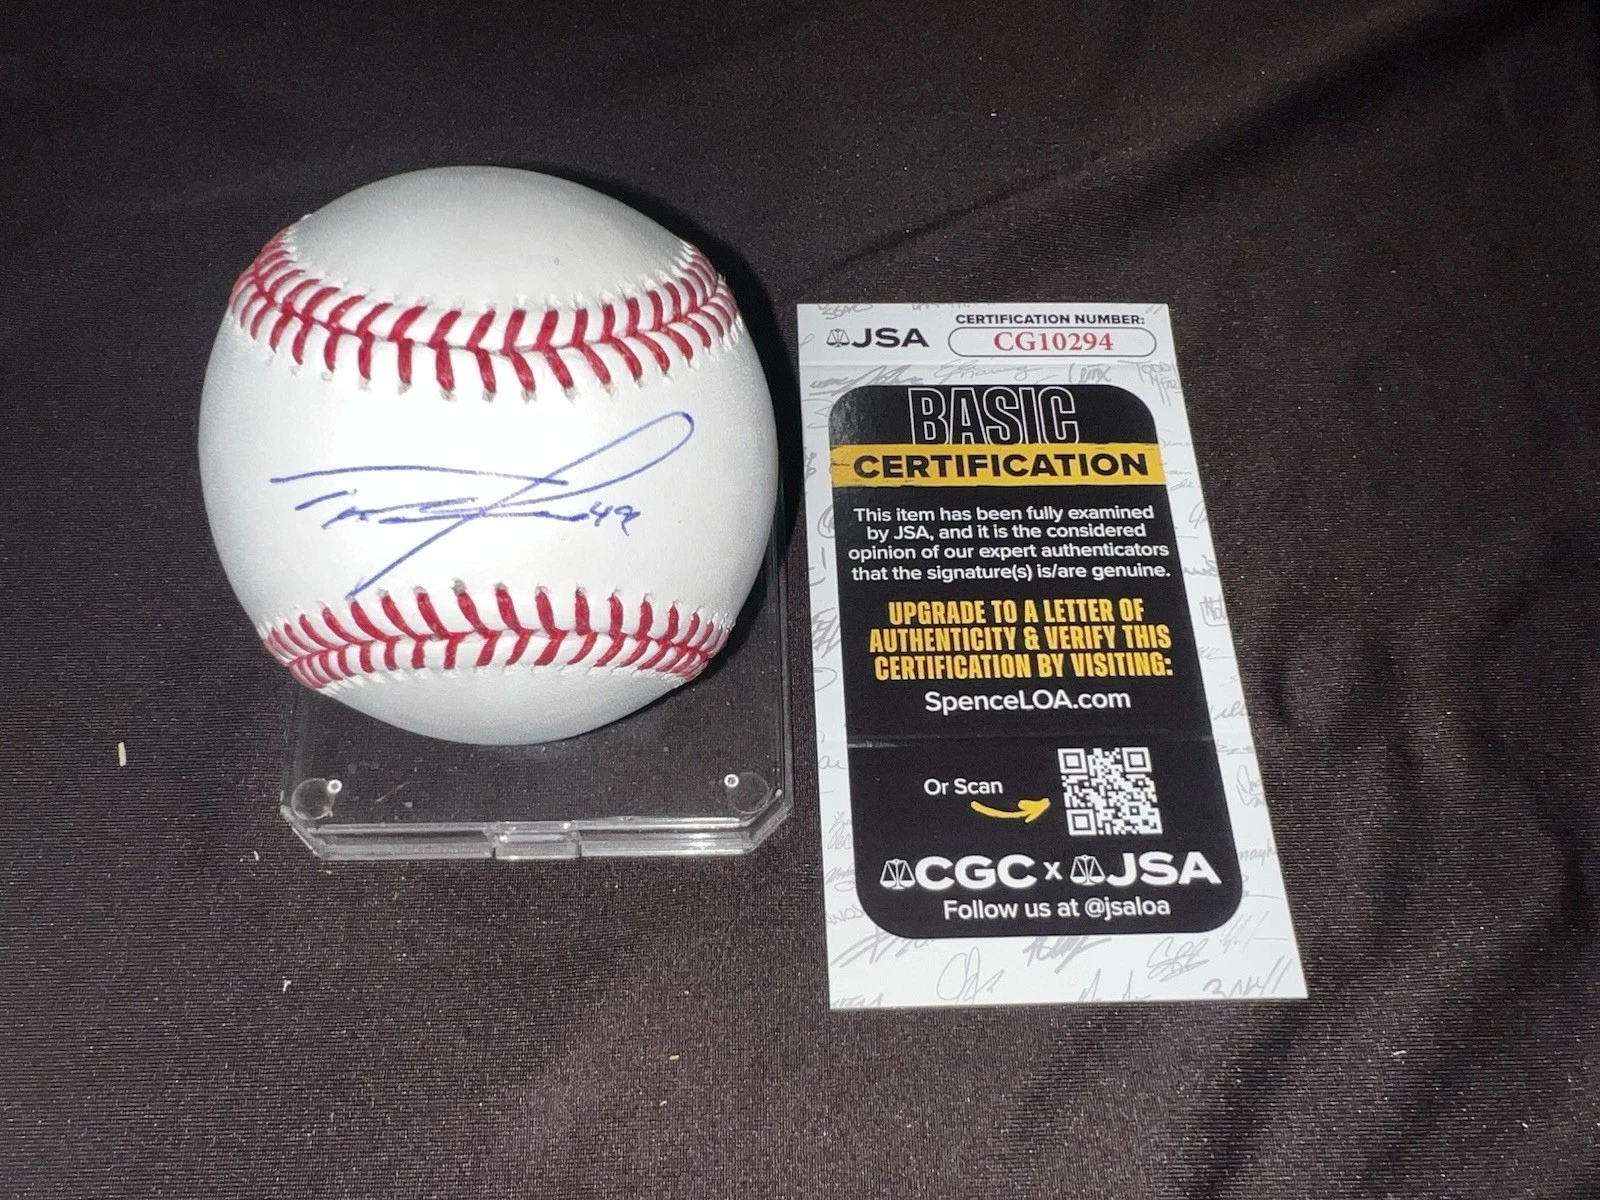 49
JSA
CERTIFICATION NUMBER:
CG10294
BASIC
CERTIFICATION
This item has been fully examined
by JSA, and it is the considered
opinion of our expert authenticators
that the signature(s) is/are genuine.
UPGRADE TO A LETTER OF
AUTHENTICITY & VERIFY THIS
CERTIFICATION BY VISITING:
SpenceLOA.com
Or Scan
CGC x JSA
Follow us at @jsaloa